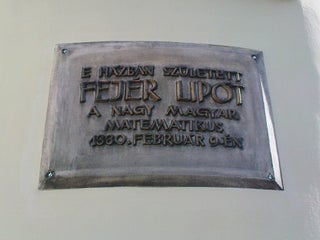 E HÁZBAN SZÜLETETT
FEJÉR LIPÓT
A NAGY MAGYAR
MATEMATIKUS
1880. FEBRUÁR 9-ÉN